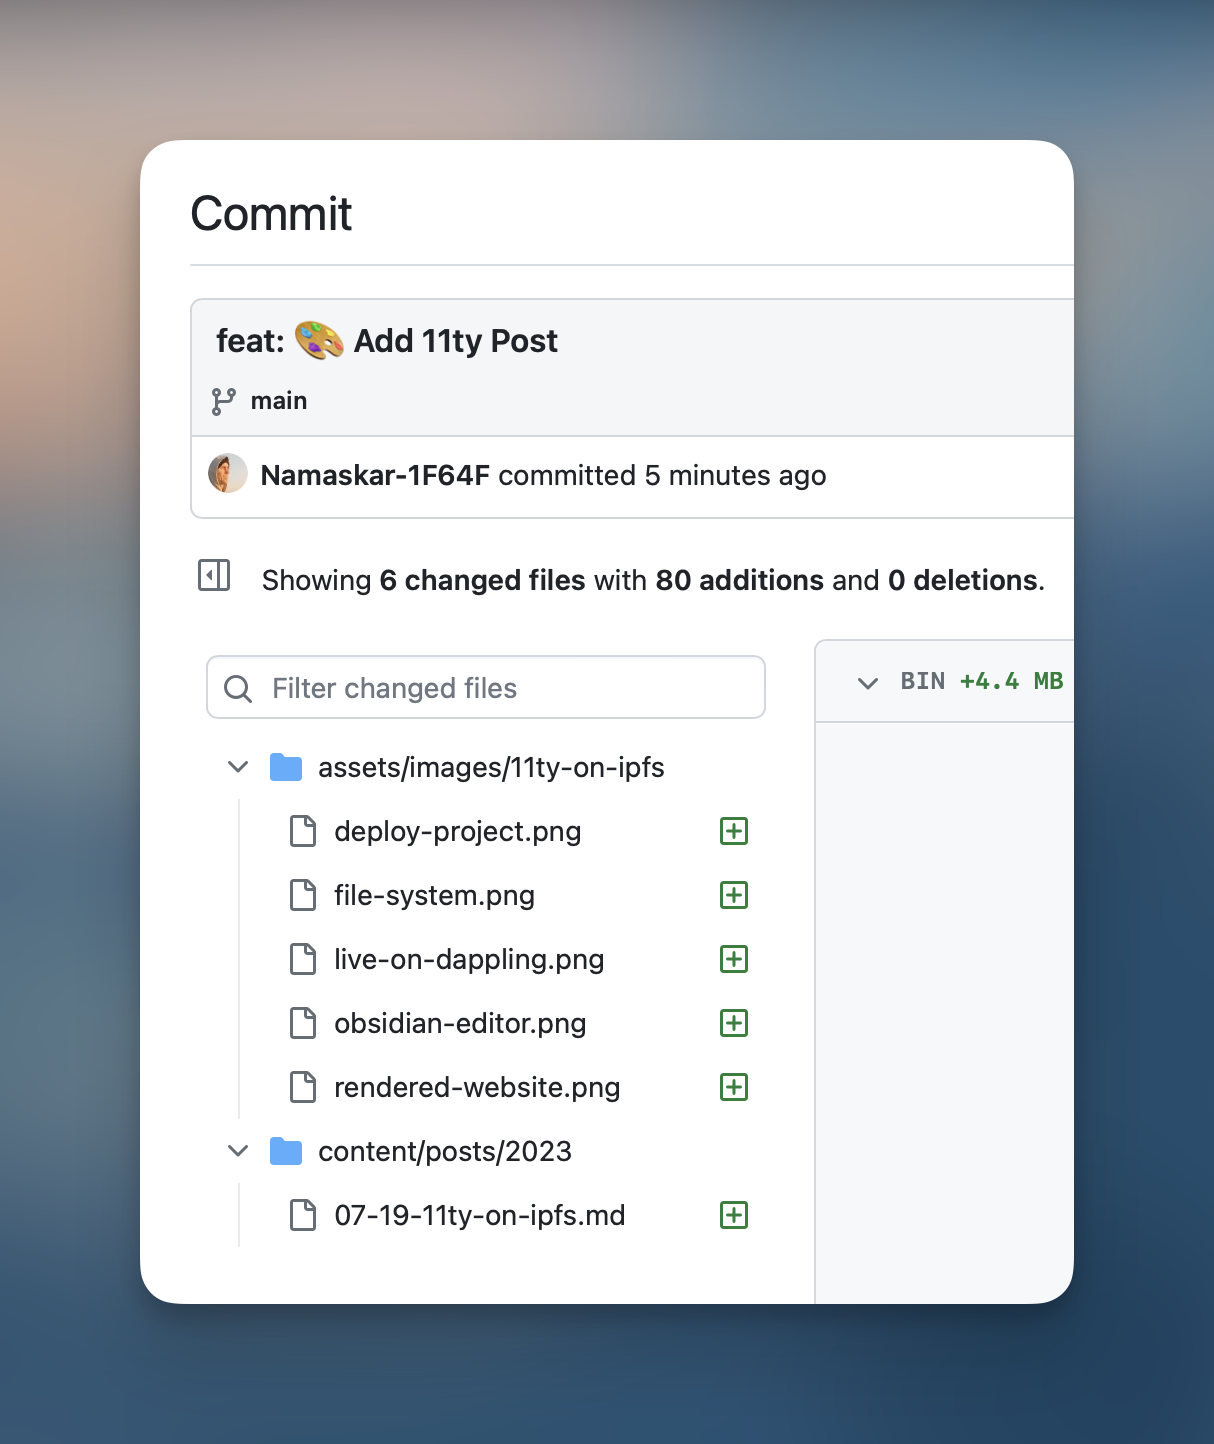 Commit
feat: 🎨 Add 11ty Post
main
Namaskar-1F64F committed 5 minutes ago
Showing 6 changed files with 80 additions and 0 deletions.
Filter changed files
BIN +4.4 MB
assets/images/11ty-on-ipfs
deploy-project.png
file-system.png
live-on-dappling.png
obsidian-editor.png
rendered-website.png
content/posts/2023
07-19-11ty-on-ipfs.md